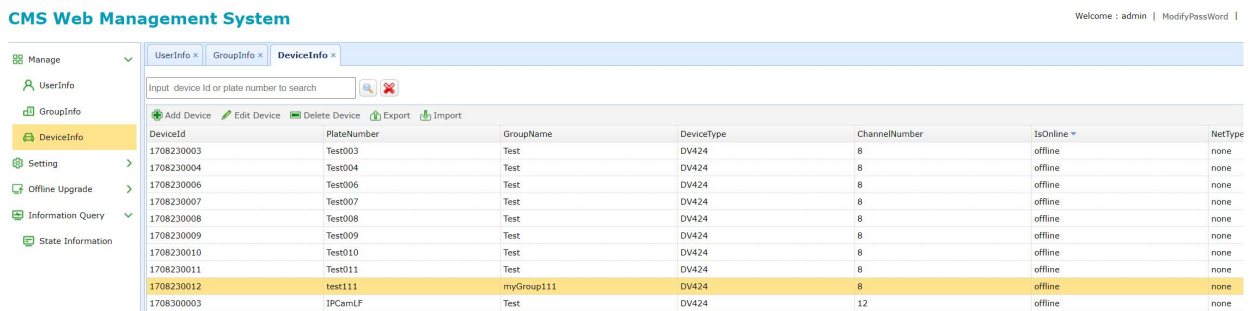 CMS Web Management System
Welcome : admin | ModifyPassWord |
Manage
UserInfo
GroupInfo
DeviceInfo
Setting
Offline Upgrade
Information Query
State Information
UserInfo × GroupInfo × DeviceInfo ×
Input device Id or plate number to search
Add Device Edit Device Delete Device Export Import
DeviceId PlateNumber GroupName DeviceType ChannelNumber IsOnline NetType
1708230003 Test003 Test DV424 8 offline none
1708230004 Test004 Test DV424 8 offline none
1708230006 Test006 Test DV424 8 offline none
1708230007 Test007 Test DV424 8 offline none
1708230008 Test008 Test DV424 8 offline none
1708230009 Test009 Test DV424 8 offline none
1708230010 Test010 Test DV424 8 offline none
1708230011 Test011 Test DV424 8 offline none
1708230012 test111 myGroup111 DV424 8 offline none
1708300003 IPCamLF Test DV424 12 offline none